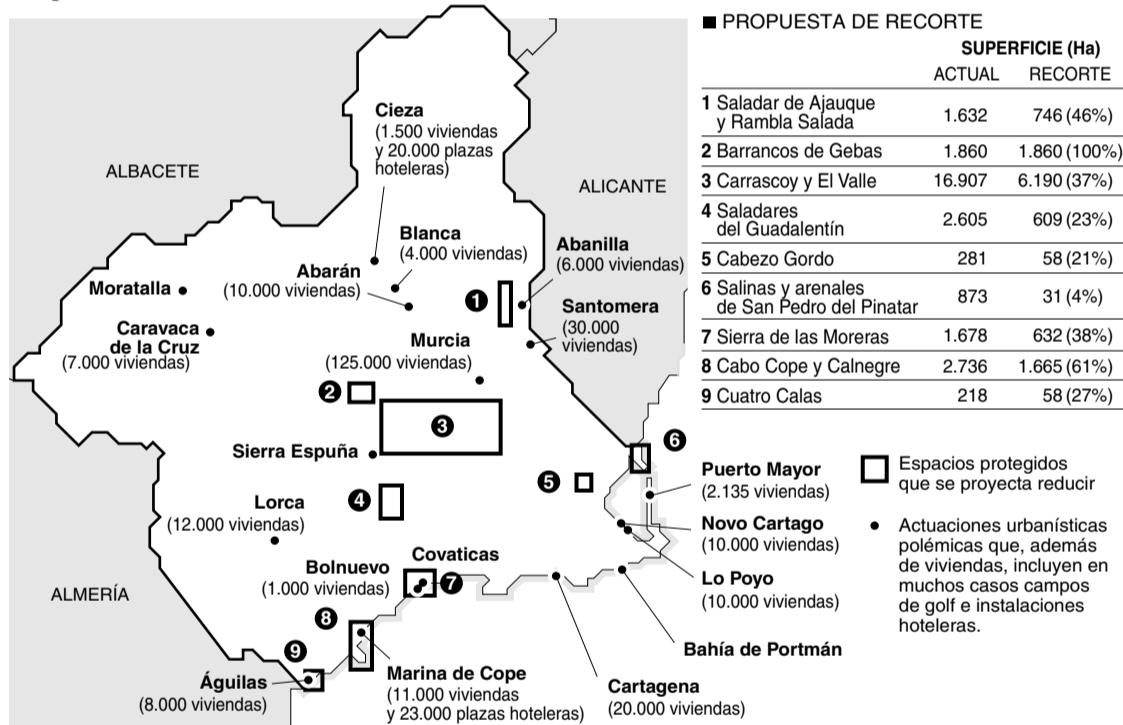 ALBACETE
ALICANTE
ALMERÍA
Cieza
(1.500 viviendas
y 20.000 plazas
hoteleras)
Blanca
(4.000 viviendas)
Abarán
(10.000 viviendas)
Abanilla
(6.000 viviendas)
Moratalla
Caravaca
de la Cruz
(7.000 viviendas)
Santomera
(30.000
viviendas)
Murcia
(125.000 viviendas)
1
2
3
Sierra Espuña
4
5
6
Lorca
(12.000 viviendas)
Puerto Mayor
(2.135 viviendas)
Novo Cartago
(10.000 viviendas)
Lo Poyo
(10.000 viviendas)
Covaticas
Bolnuevo
(1.000 viviendas)
7
8
9
Bahía de Portmán
Águilas
(8.000 viviendas)
Marina de Cope
(11.000 viviendas
y 23.000 plazas hoteleras)
Cartagena
(20.000 viviendas)
PROPUESTA DE RECORTE
SUPERFICIE (Ha)
ACTUAL RECORTE
1 Saladar de Ajauque
y Rambla Salada 1.632 746 (46%)
2 Barrancos de Gebas 1.860 1.860 (100%)
3 Carrascoy y El Valle 16.907 6.190 (37%)
4 Saladares
del Guadalentín 2.605 609 (23%)
5 Cabezo Gordo 281 58 (21%)
6 Salinas y arenales
de San Pedro del Pinatar 873 31 (4%)
7 Sierra de las Moreras 1.678 632 (38%)
8 Cabo Cope y Calnegre 2.736 1.665 (61%)
9 Cuatro Calas 218 58 (27%)
Espacios protegidos
que se proyecta reducir
Actuaciones urbanísticas
polémicas que, además
de viviendas, incluyen en
muchos casos campos
de golf e instalaciones
hoteleras.